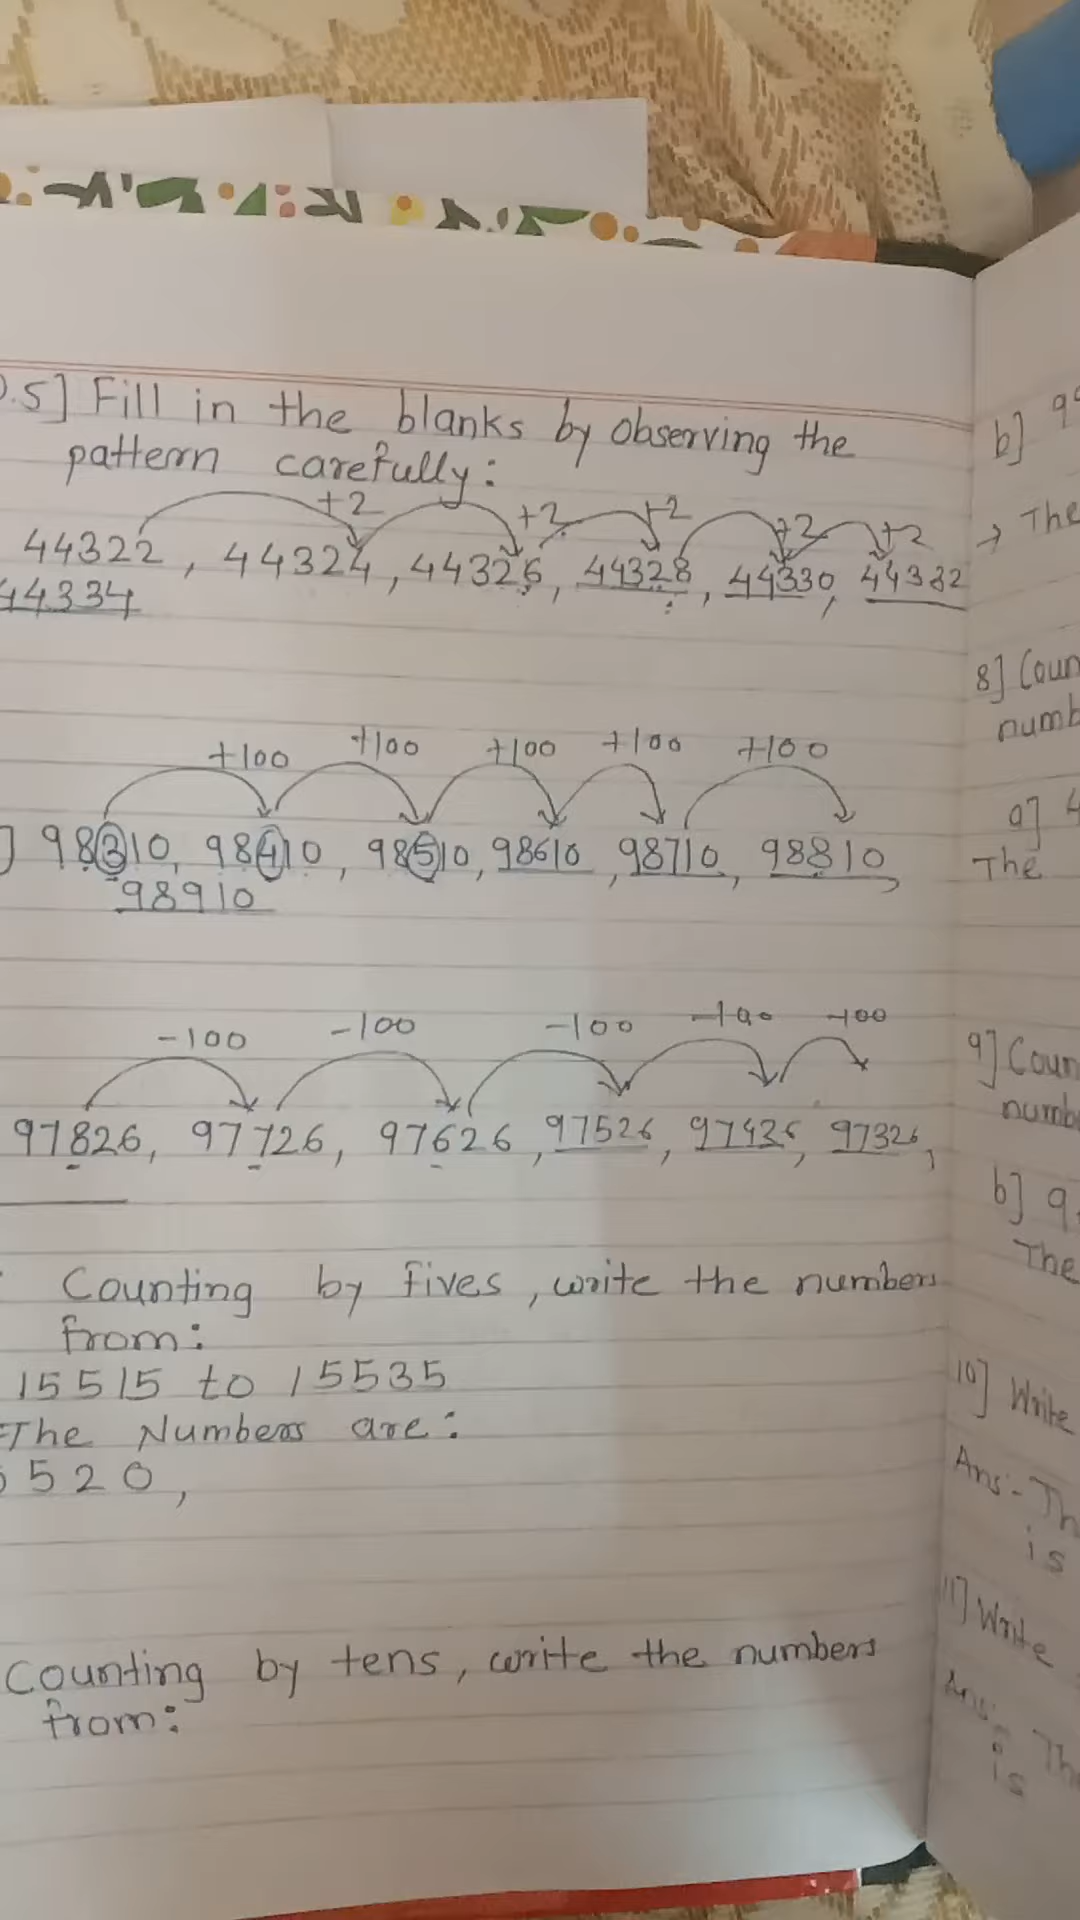 .5] Fill in the blanks by observing the
pattern carefully:
+2 +2 +2 +2 +2
44322, 44324, 44326, 44328, 44330, 44332
44334
+100 +100 +100 +100 +100
] 98310, 98410, 98510, 98610, 98710, 98810,
98910
-100 -100 -100 -100 -100
97826, 97726, 97626, 97526, 97426, 97326,
Counting by fives, write the numbers
from:
15515 to 15535
The Numbers are:
5520,
Counting by tens, write the numbers
from:
b] 99
→ The
8] Coun
numb
a] 4
The
9] Coun
numb
b] 9
The
10] Write
Ans:- Th
is
11] Write
Ans:- The
is